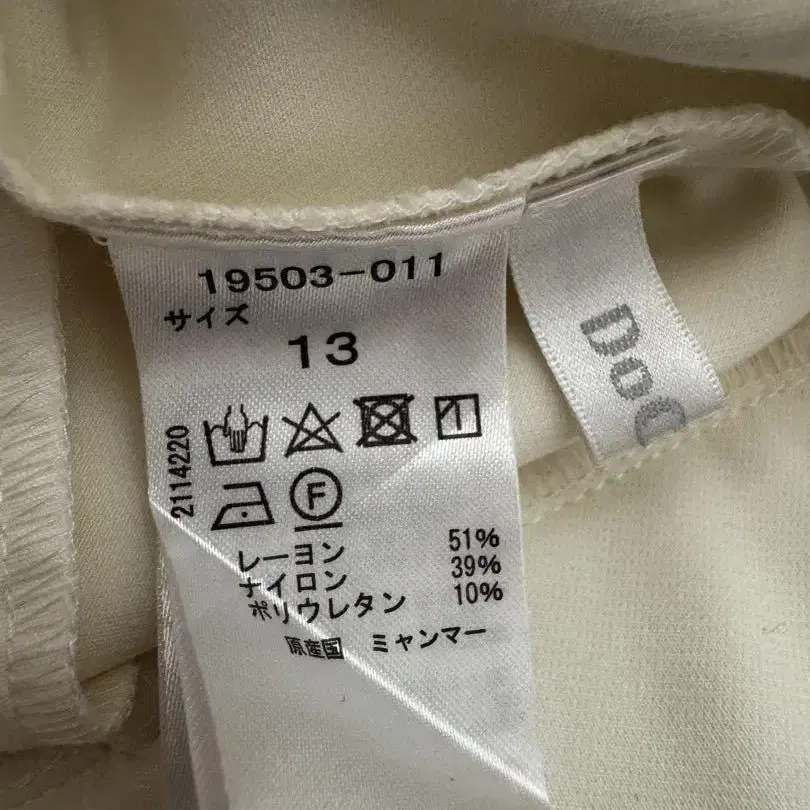 19503-011
サイズ
13
2114220
F
レーヨン 51%
ナイロン 39%
ポリウレタン 10%
原産国 ミャンマー
DoC